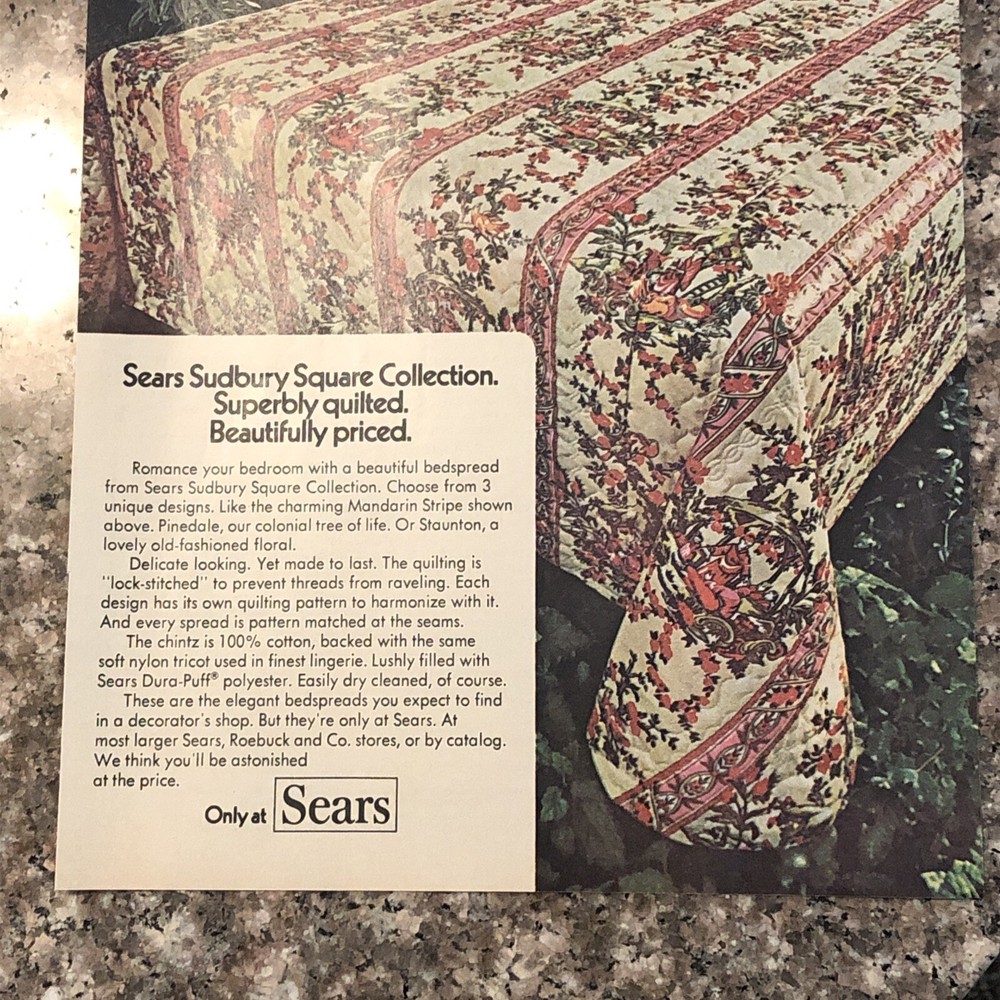 Sears Sudbury Square Collection.
Superbly quilted.
Beautifully priced.
Romance your bedroom with a beautiful bedspread
from Sears Sudbury Square Collection. Choose from 3
unique designs. Like the charming Mandarin Stripe shown
above. Pinedale, our colonial tree of life. Or Staunton, a
lovely old-fashioned floral.
Delicate looking. Yet made to last. The quilting is
"lock-stitched" to prevent threads from raveling. Each
design has its own quilting pattern to harmonize with it.
And every spread is pattern matched at the seams.
The chintz is 100% cotton, backed with the same
soft nylon tricot used in finest lingerie. Lushly filled with
Sears Dura-Puff® polyester. Easily dry cleaned, of course.
These are the elegant bedspreads you expect to find
in a decorator's shop. But they're only at Sears. At
most larger Sears, Roebuck and Co. stores, or by catalog.
We think you'll be astonished
at the price.
Only at Sears